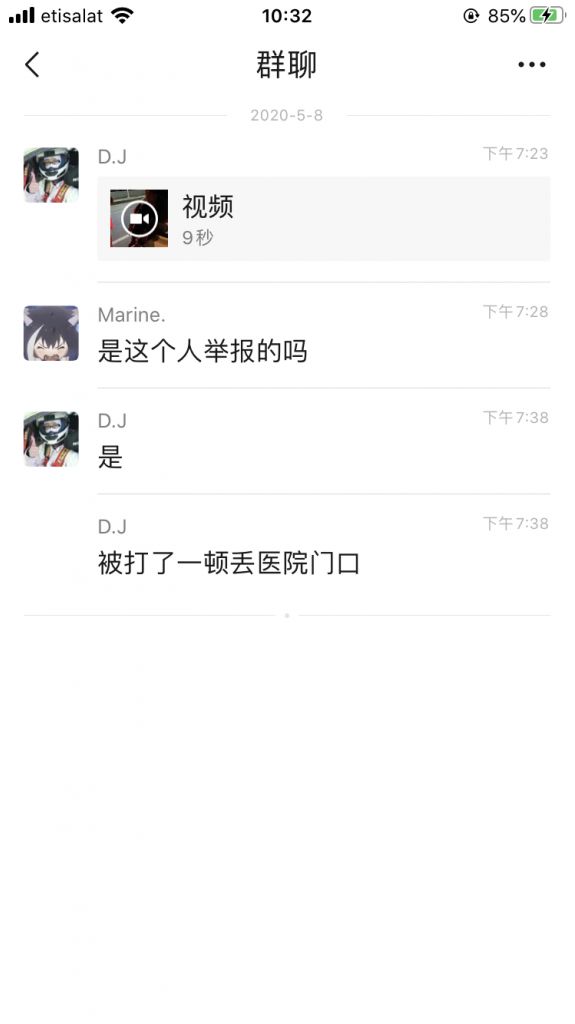 etisalat 10:32 85%
群聊
2020-5-8
D.J 下午7:23
视频
9秒
Marine. 下午7:28
是这个人举报的吗
D.J 下午7:38
是
D.J 下午7:38
被打了一顿丢医院门口